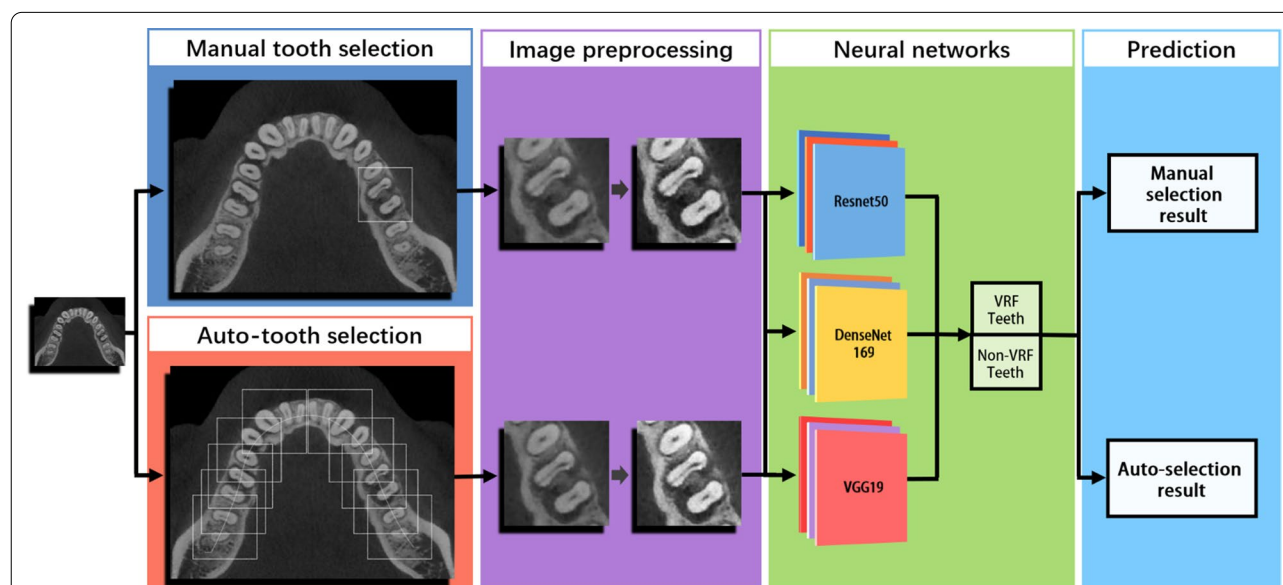 Manual tooth selection
Image preprocessing
Neural networks
Prediction
Resnet50
Manual
selection
result
Auto-tooth selection
DenseNet
169
VRF
Teeth
Non-VRF
Teeth
VGG19
Auto-selection
result